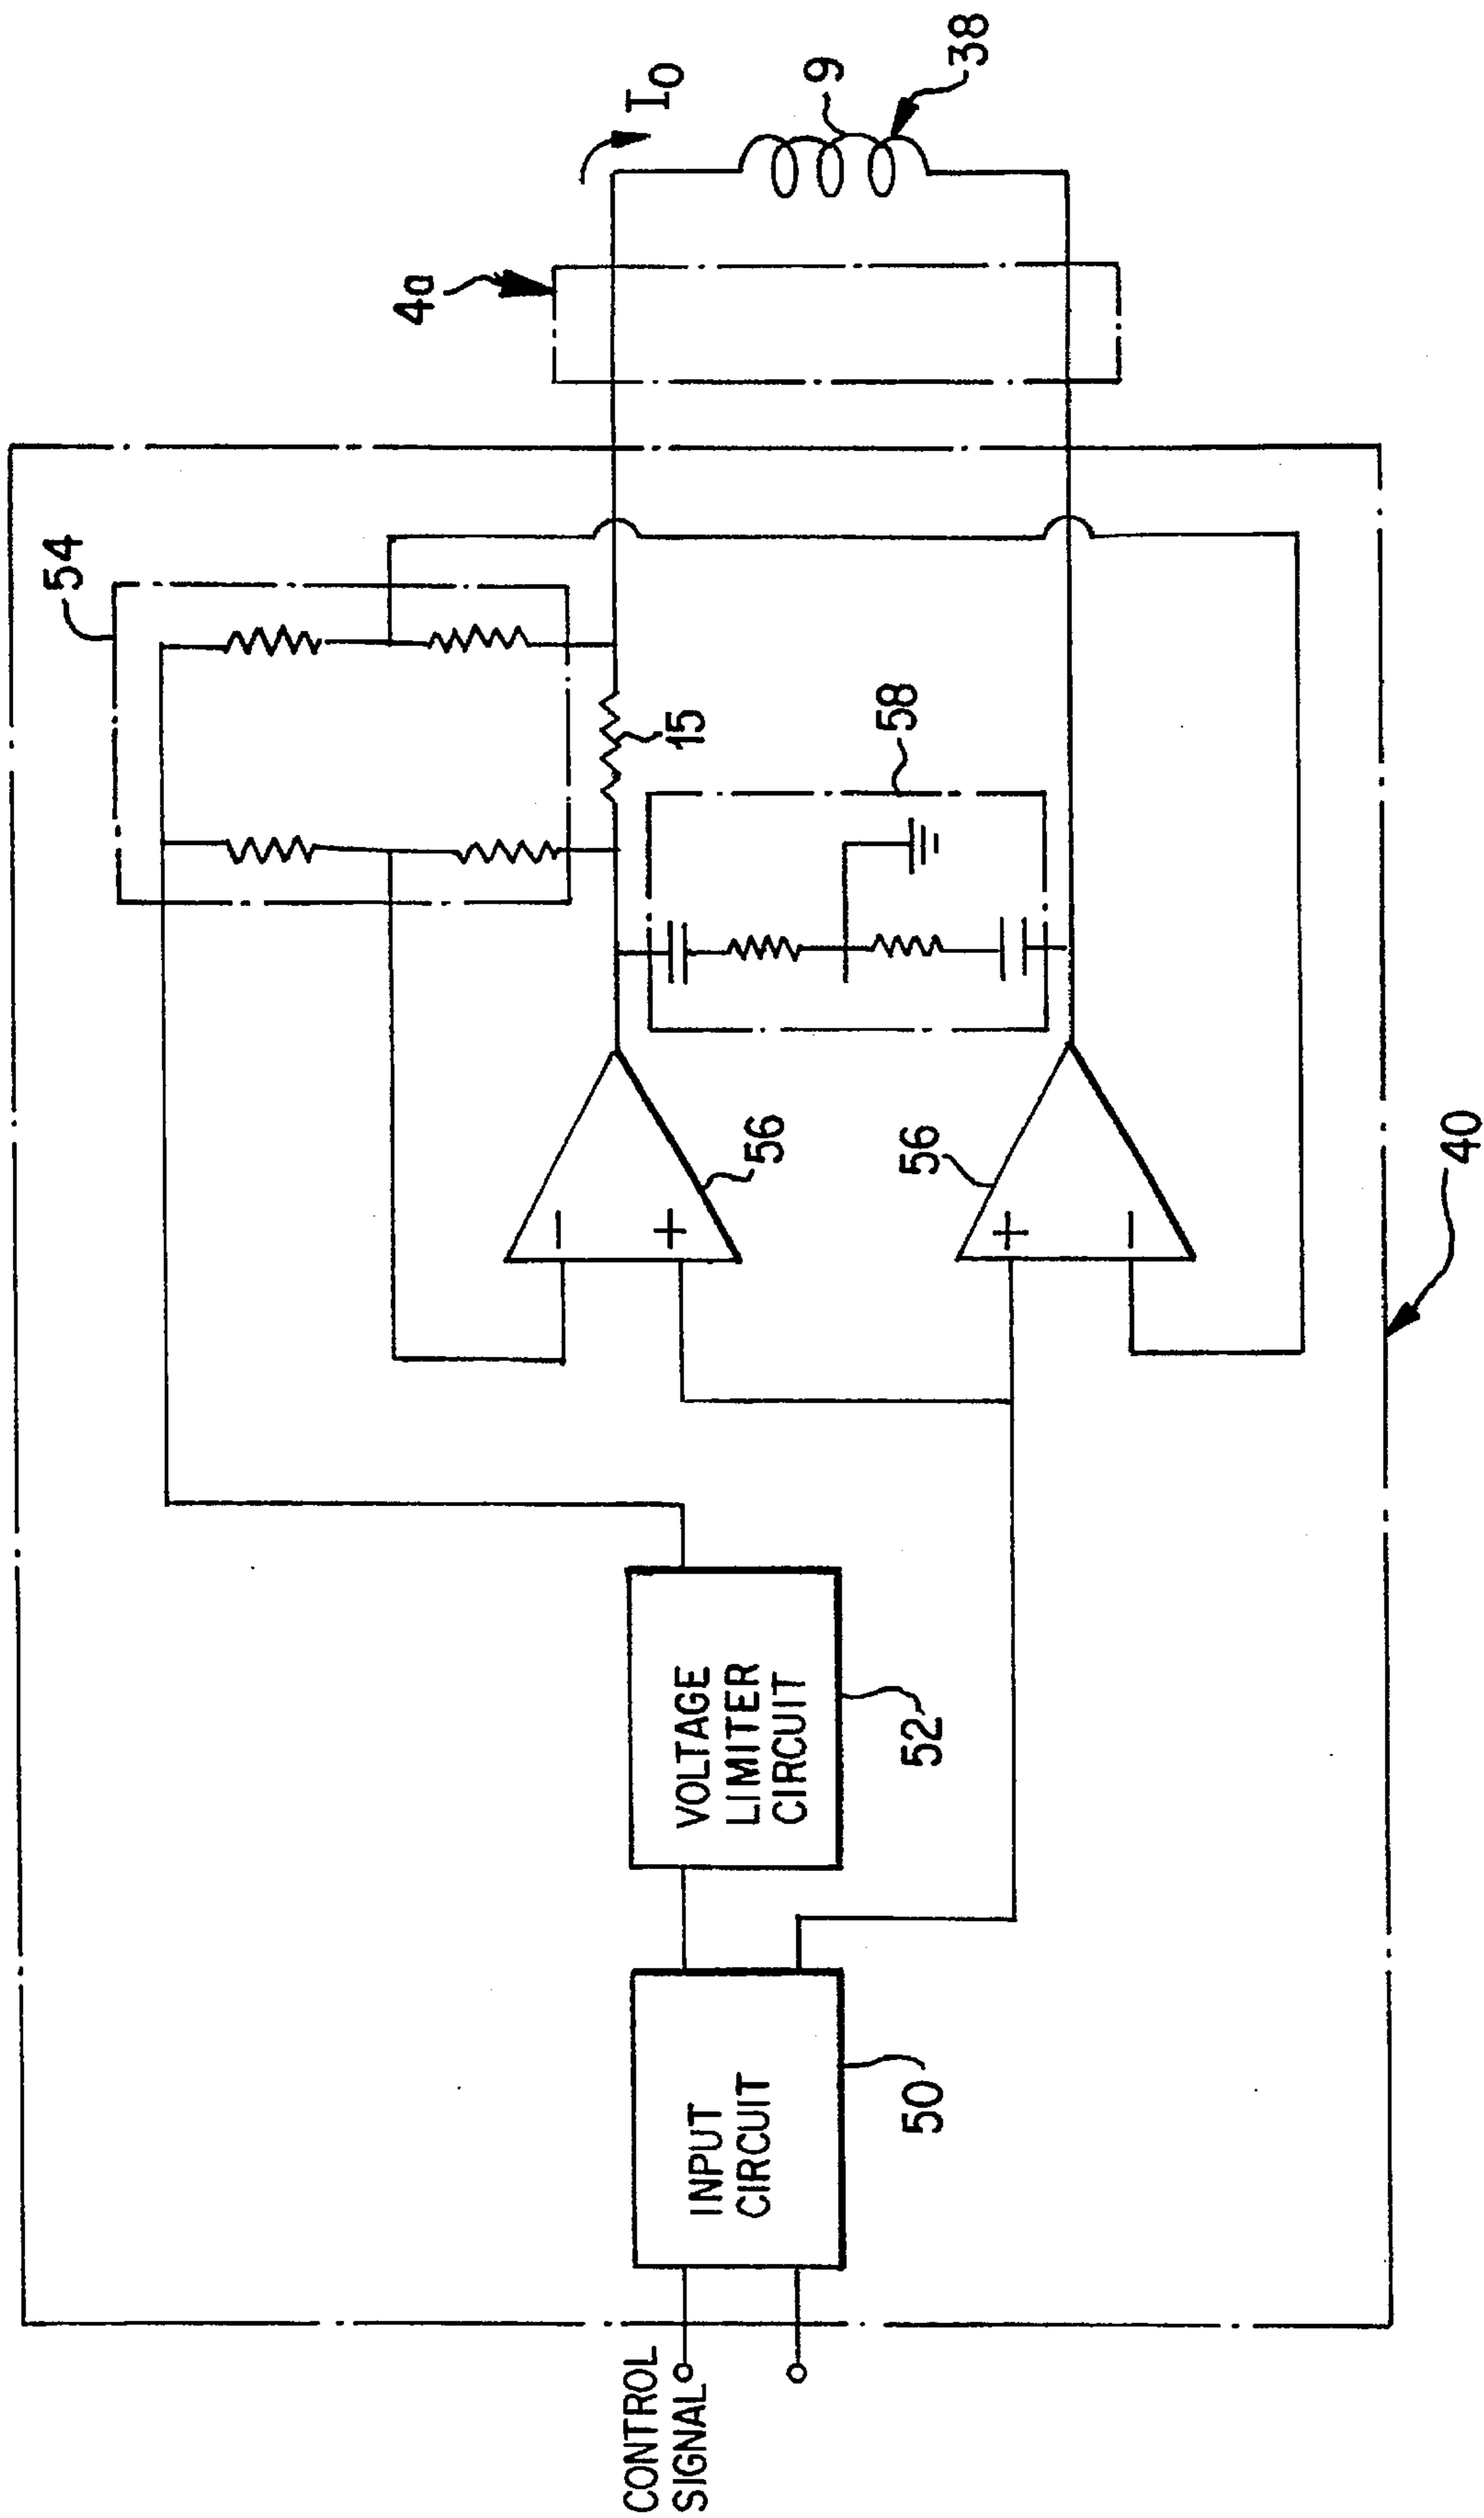 CONTROL
SIGNAL
INPUT
CIRCUIT
50
VOLTAGE
LIMITER
CIRCUIT
52
40
56
−
+
56
+
−
54
15
58
4a
I0
9
38